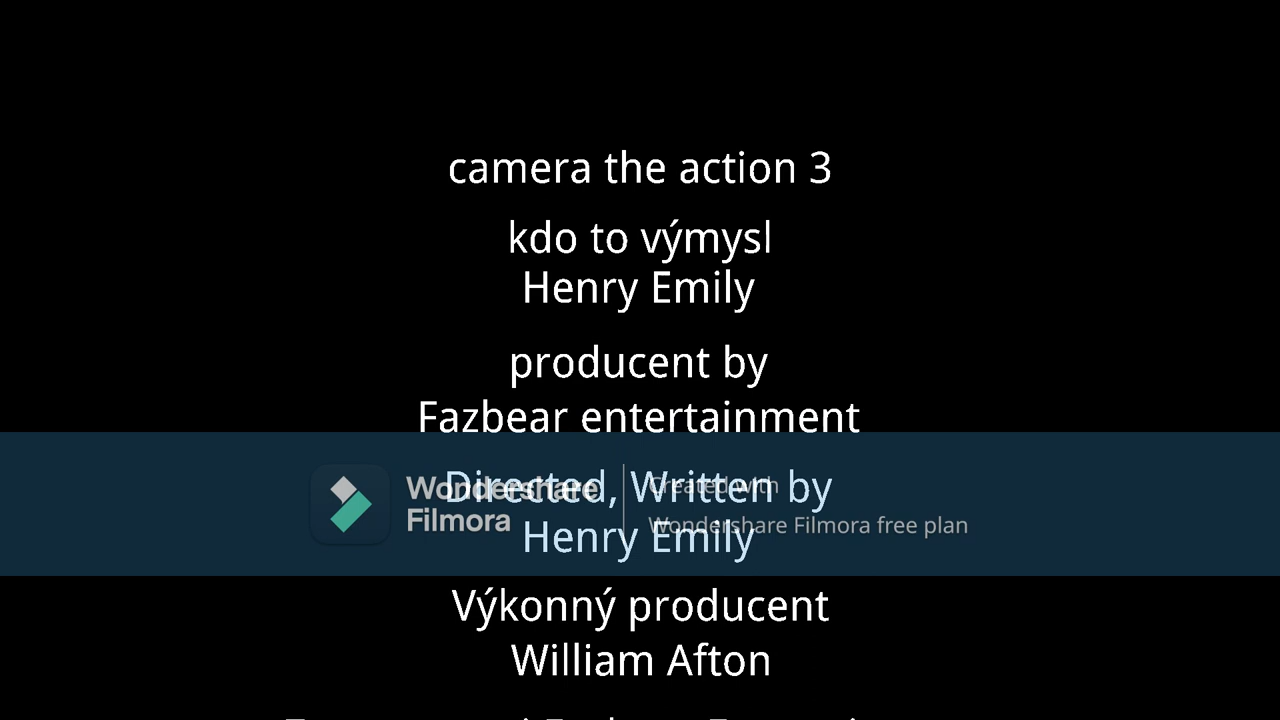 camera the action 3
kdo to výmysl
Henry Emily
producent by
Fazbear entertainment
Directed, Written by
Wondershare
Filmora
Created with
Wondershare Filmora free plan
Henry Emily
Výkonný producent
William Afton